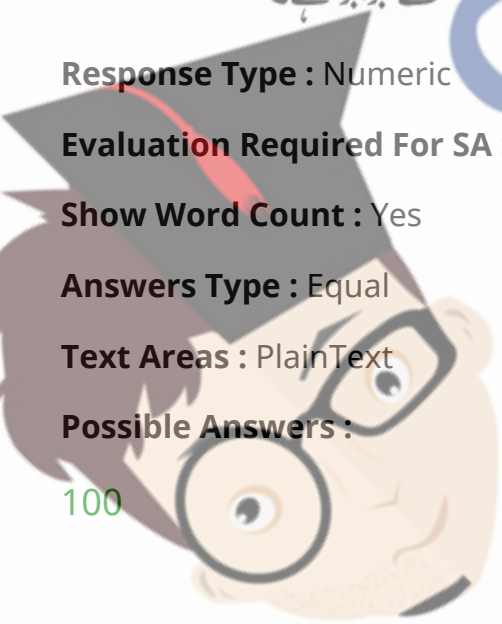 Response Type : Numeric
Evaluation Required For SA
Show Word Count : Yes
Answers Type : Equal
Text Areas : PlainText
Possible Answers :
100